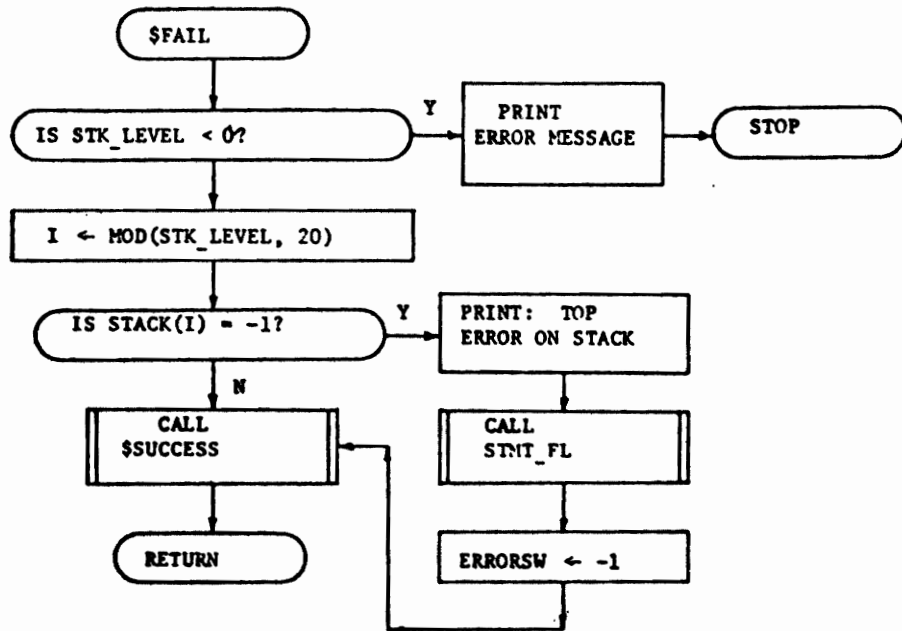 $FAIL
IS STK_LEVEL < 0?
Y
PRINT
ERROR MESSAGE
STOP
I ← MOD(STK_LEVEL, 20)
IS STACK(I) = -1?
Y
PRINT: TOP
ERROR ON STACK
N
CALL
$SUCCESS
CALL
STMT_FL
RETURN
ERRORSW ← -1